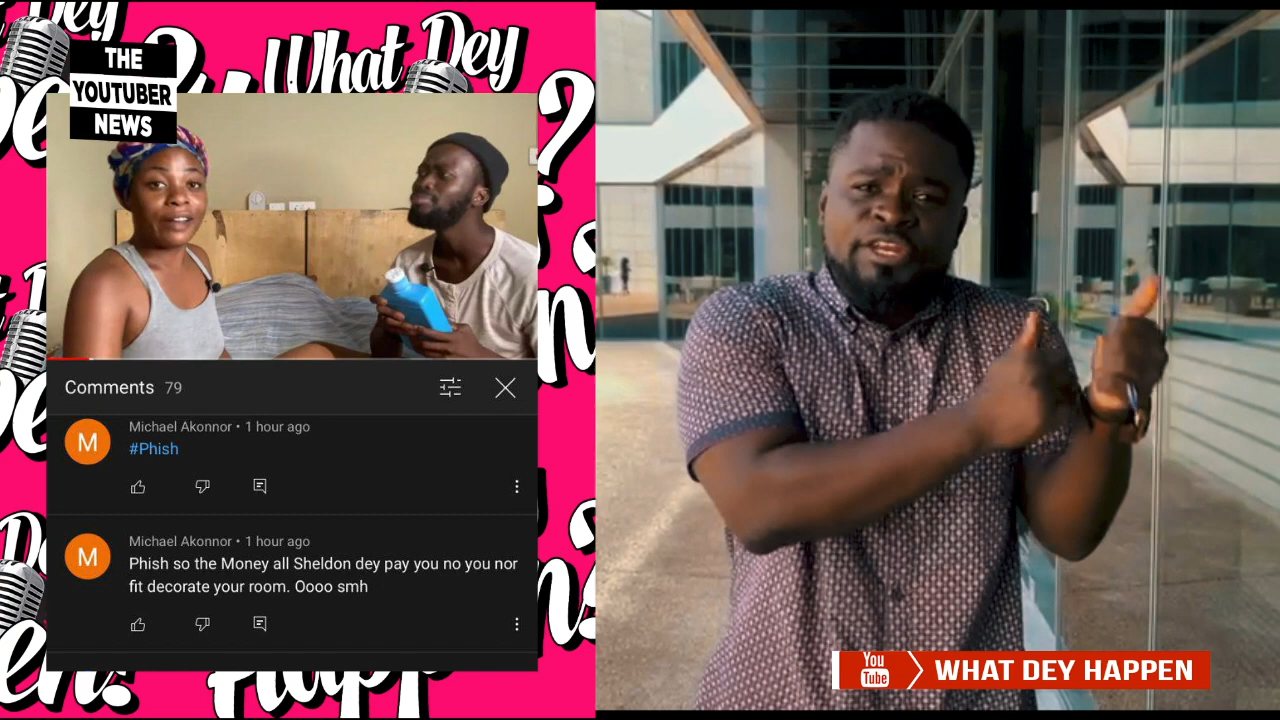 What Dey
THE
YOUTUBER
NEWS
Comments 79
Michael Akonnor • 1 hour ago
#Phish
M
Michael Akonnor • 1 hour ago
M
Phish so the Money all Sheldon dey pay you no you nor
fit decorate your room. Oooo smh
You
Tube
WHAT DEY HAPPEN